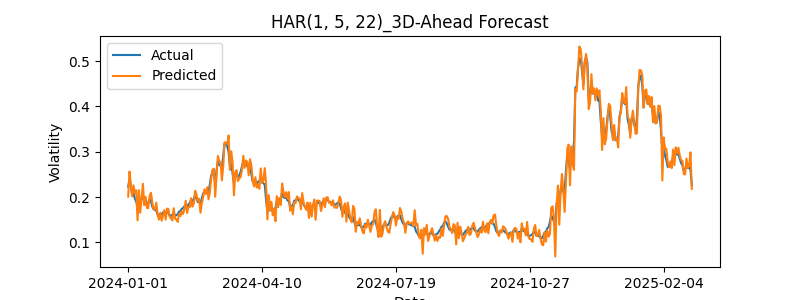 HAR(1, 5, 22)_3D-Ahead Forecast
Actual
Predicted
Volatility
0.5
0.4
0.3
0.2
0.1
2024-01-01 2024-04-10 2024-07-19 2024-10-27 2025-02-04
Date